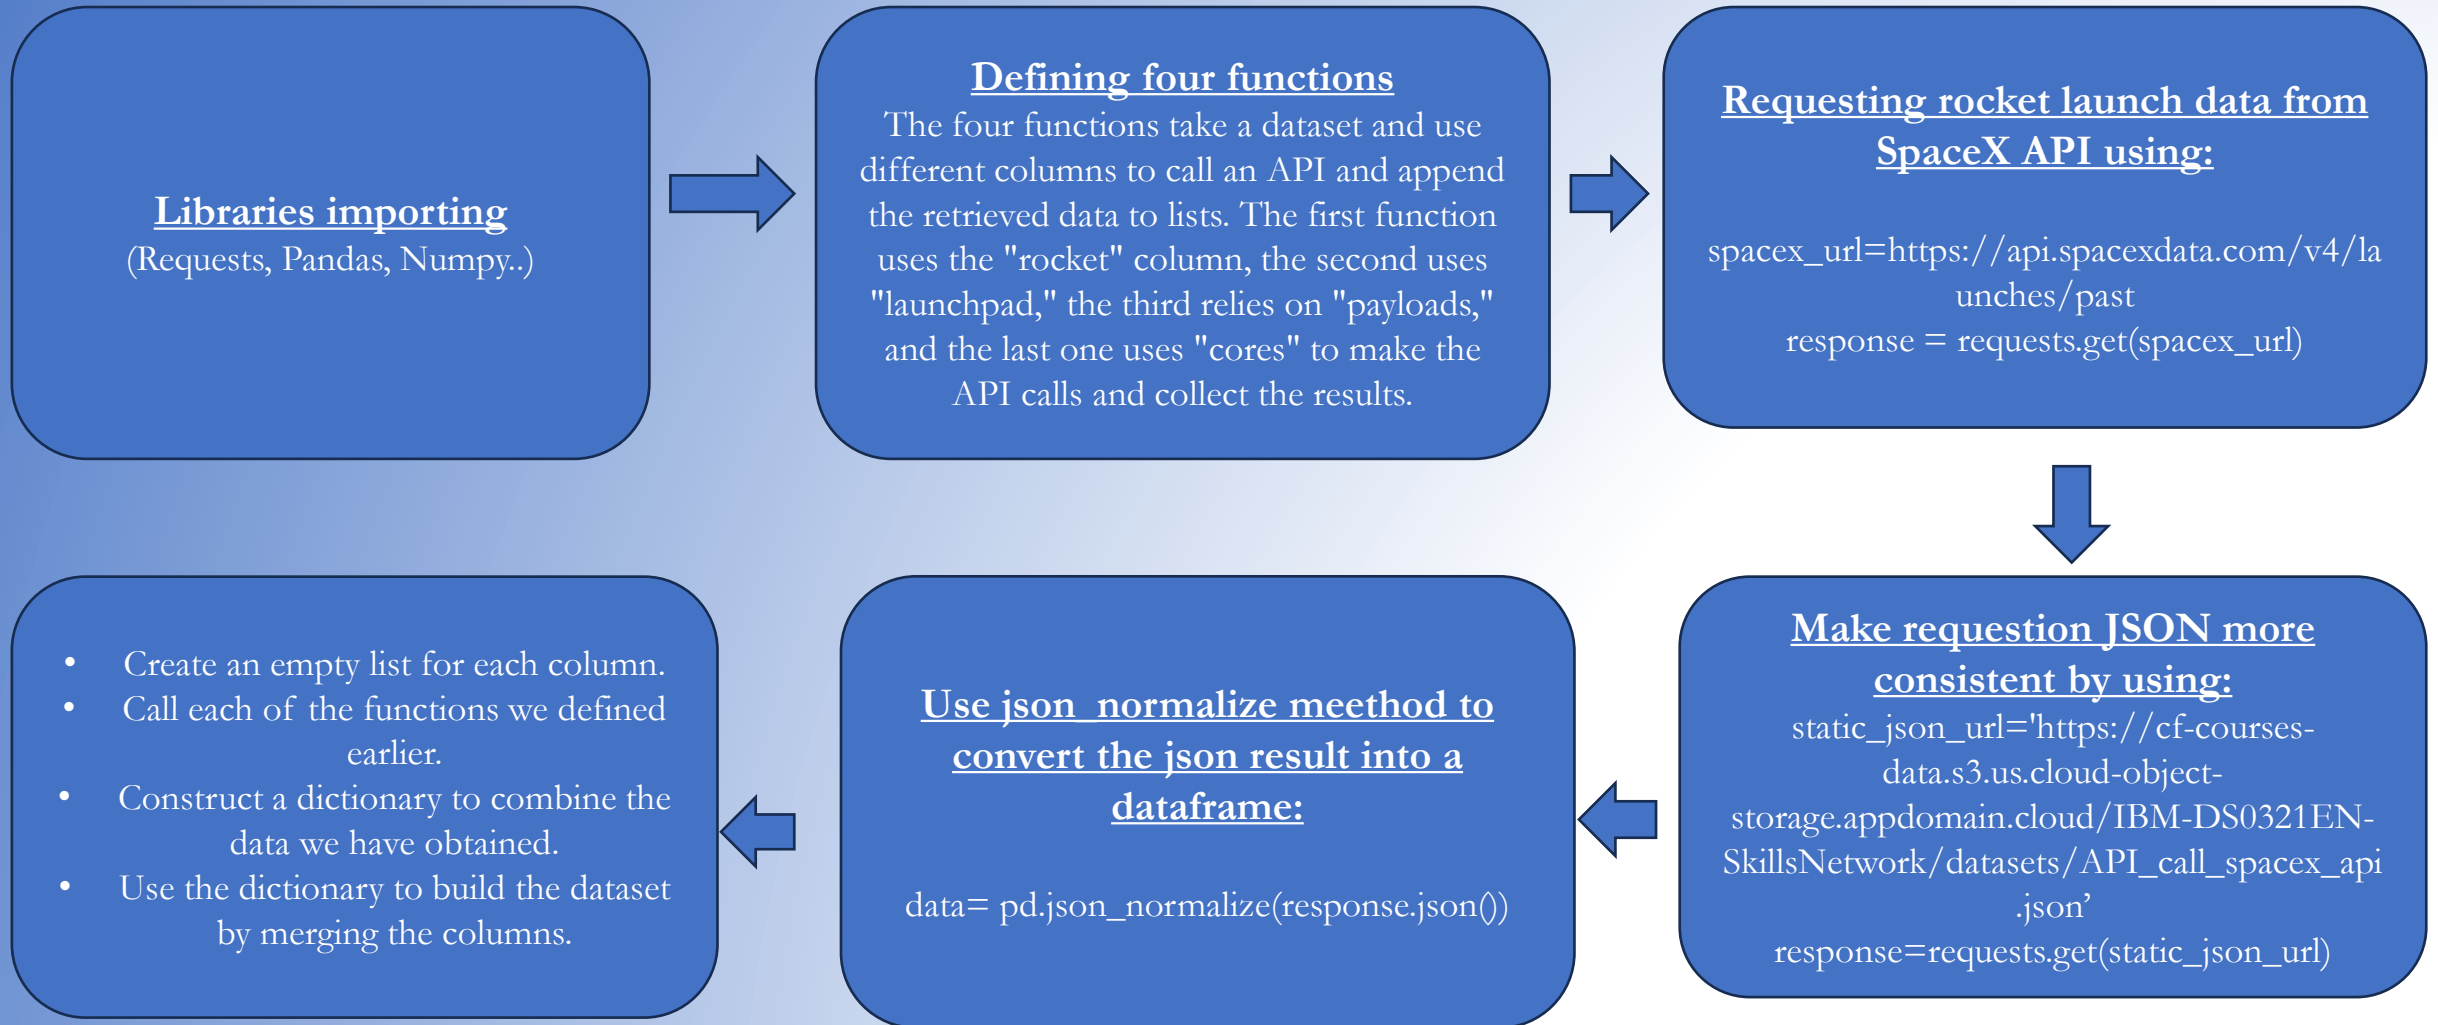 Libraries importing
(Requests, Pandas, Numpy..)
Defining four functions
The four functions take a dataset and use
different columns to call an API and append
the retrieved data to lists. The first function
uses the "rocket" column, the second uses
"launchpad," the third relies on "payloads,"
and the last one uses "cores" to make the
API calls and collect the results.
Requesting rocket launch data from
SpaceX API using:
spacex_url=https://api.spacexdata.com/v4/la
unches/past
response = requests.get(spacex_url)
Make requestion JSON more
consistent by using:
static_json_url='https://cf-courses-
data.s3.us.cloud-object-
storage.appdomain.cloud/IBM-DS0321EN-
SkillsNetwork/datasets/API_call_spacex_api
.json’
response=requests.get(static_json_url)
Use json_normalize meethod to
convert the json result into a
dataframe:
data= pd.json_normalize(response.json())
• Create an empty list for each column.
• Call each of the functions we defined
earlier.
• Construct a dictionary to combine the
data we have obtained.
• Use the dictionary to build the dataset
by merging the columns.